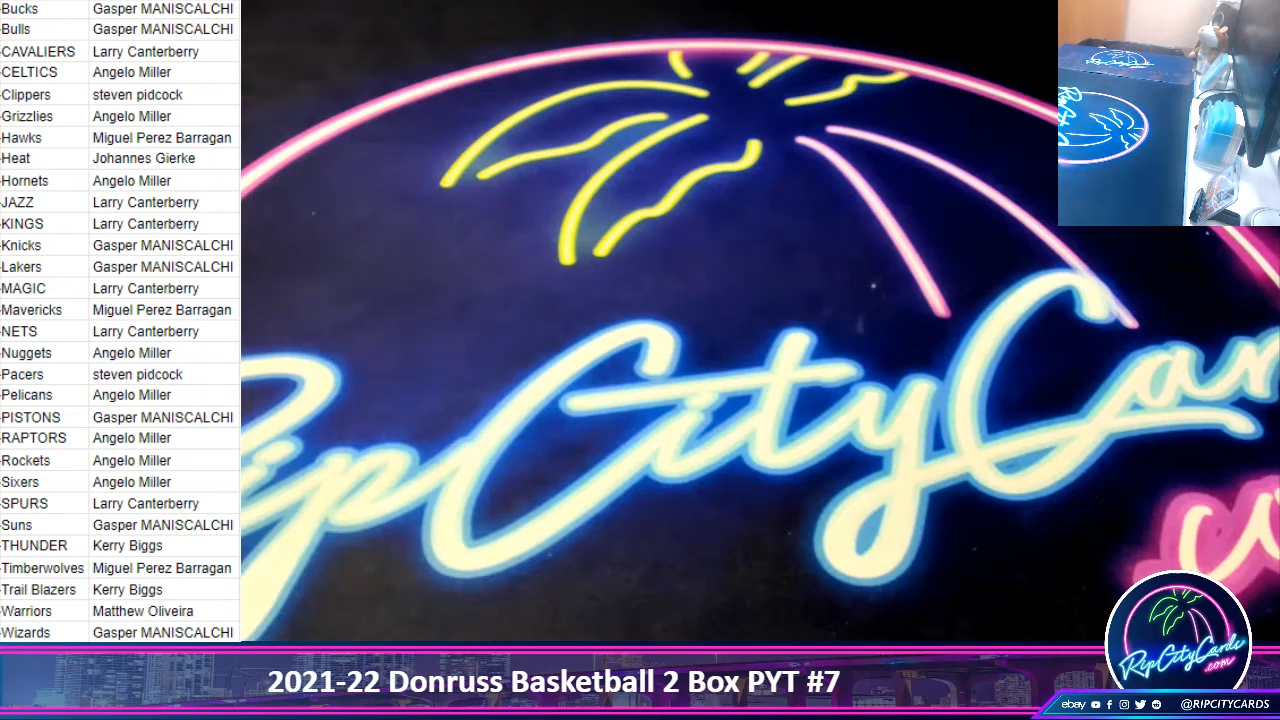 -Bucks Gasper MANISCALCHI
-Bulls Gasper MANISCALCHI
-CAVALIERS Larry Canterberry
-CELTICS Angelo Miller
-Clippers steven pidcock
-Grizzlies Angelo Miller
-Hawks Miguel Perez Barragan
-Heat Johannes Gierke
-Hornets Angelo Miller
-JAZZ Larry Canterberry
-KINGS Larry Canterberry
-Knicks Gasper MANISCALCHI
-Lakers Gasper MANISCALCHI
-MAGIC Larry Canterberry
-Mavericks Miguel Perez Barragan
-NETS Larry Canterberry
-Nuggets Angelo Miller
-Pacers steven pidcock
-Pelicans Angelo Miller
-PISTONS Gasper MANISCALCHI
-RAPTORS Angelo Miller
-Rockets Angelo Miller
-Sixers Angelo Miller
-SPURS Larry Canterberry
-Suns Gasper MANISCALCHI
-THUNDER Kerry Biggs
-Timberwolves Miguel Perez Barragan
-Trail Blazers Kerry Biggs
-Warriors Matthew Oliveira
-Wizards Gasper MANISCALCHI
RipCityCar
2021-22 Donruss Basketball 2 Box PYT #7
RipCityCards
.com
ebay @RIPCITYCARDS